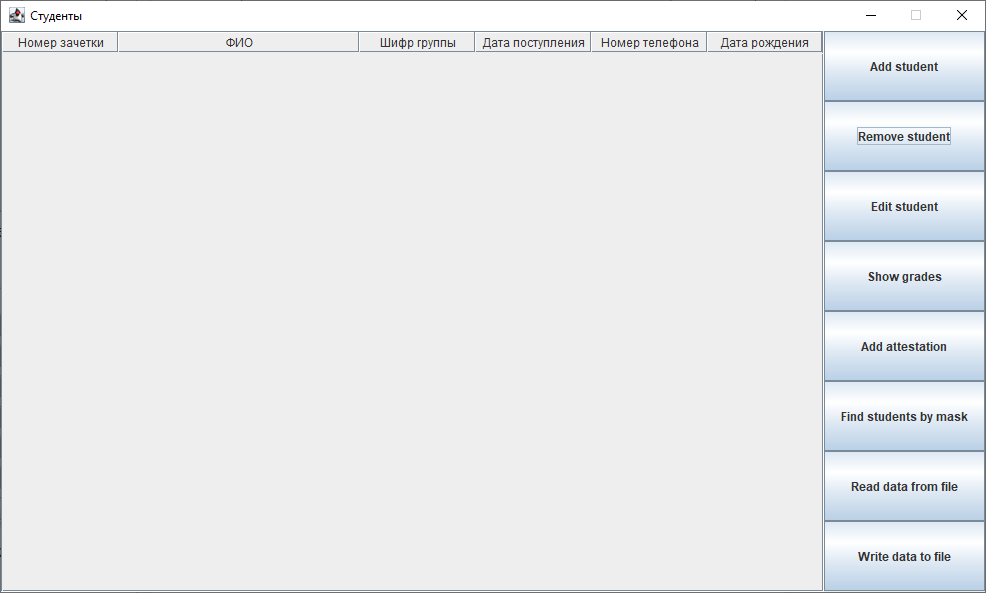 Студенты
Номер зачетки ФИО Шифр группы Дата поступления Номер телефона Дата рождения
Add student
Remove student
Edit student
Show grades
Add attestation
Find students by mask
Read data from file
Write data to file